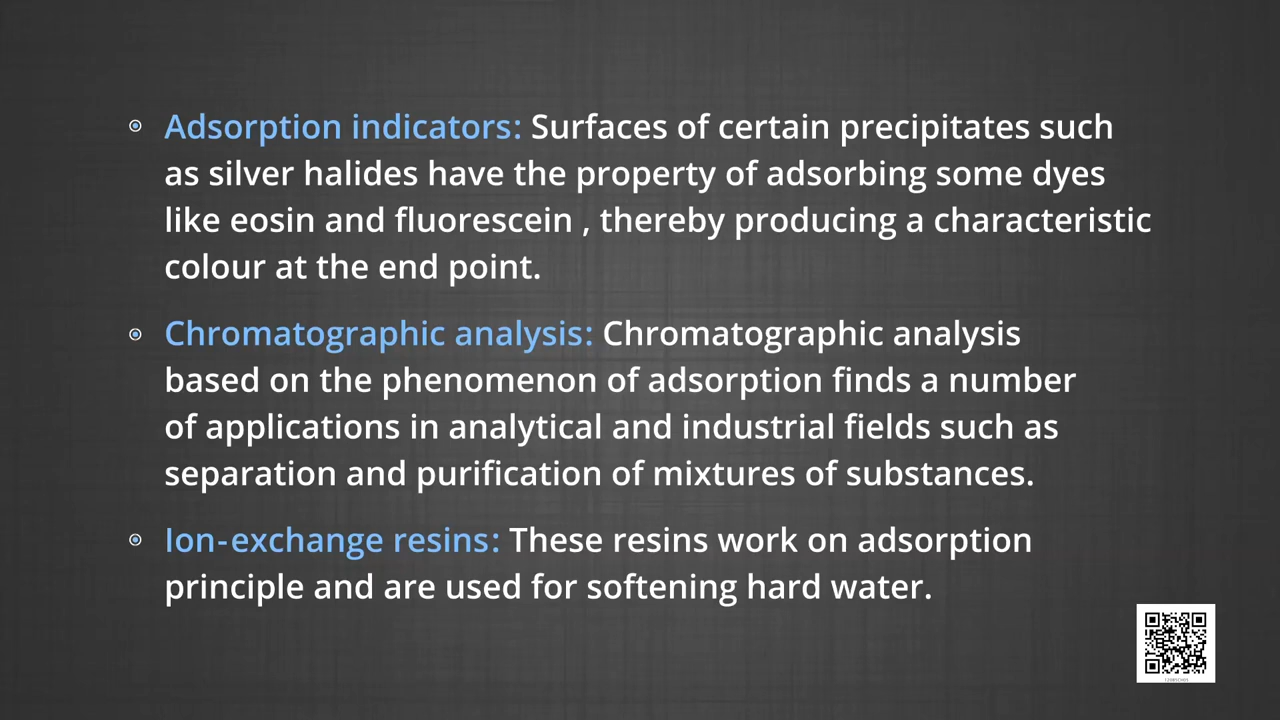 Adsorption indicators: Surfaces of certain precipitates such
as silver halides have the property of adsorbing some dyes
like eosin and fluorescein , thereby producing a characteristic
colour at the end point.
Chromatographic analysis: Chromatographic analysis
based on the phenomenon of adsorption finds a number
of applications in analytical and industrial fields such as
separation and purification of mixtures of substances.
Ion-exchange resins: These resins work on adsorption
principle and are used for softening hard water.